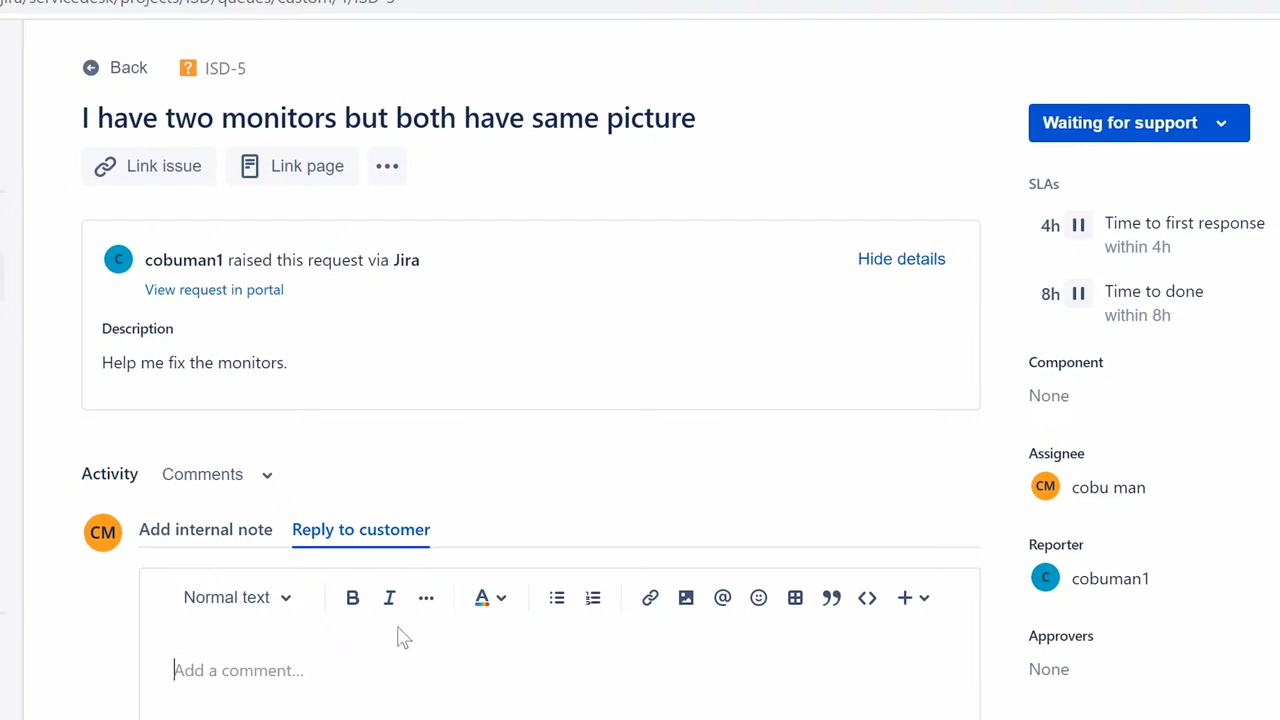 Back ISD-5
I have two monitors but both have same picture
Waiting for support
Link issue Link page
SLAs
4h Time to first response
within 4h
C cobuman1 raised this request via Jira Hide details
View request in portal
8h Time to done
within 8h
Description
Help me fix the monitors.
Component
None
Activity Comments
Assignee
CM cobu man
CM Add internal note Reply to customer
Reporter
C cobuman1
Normal text B I A
Approvers
None
Add a comment...